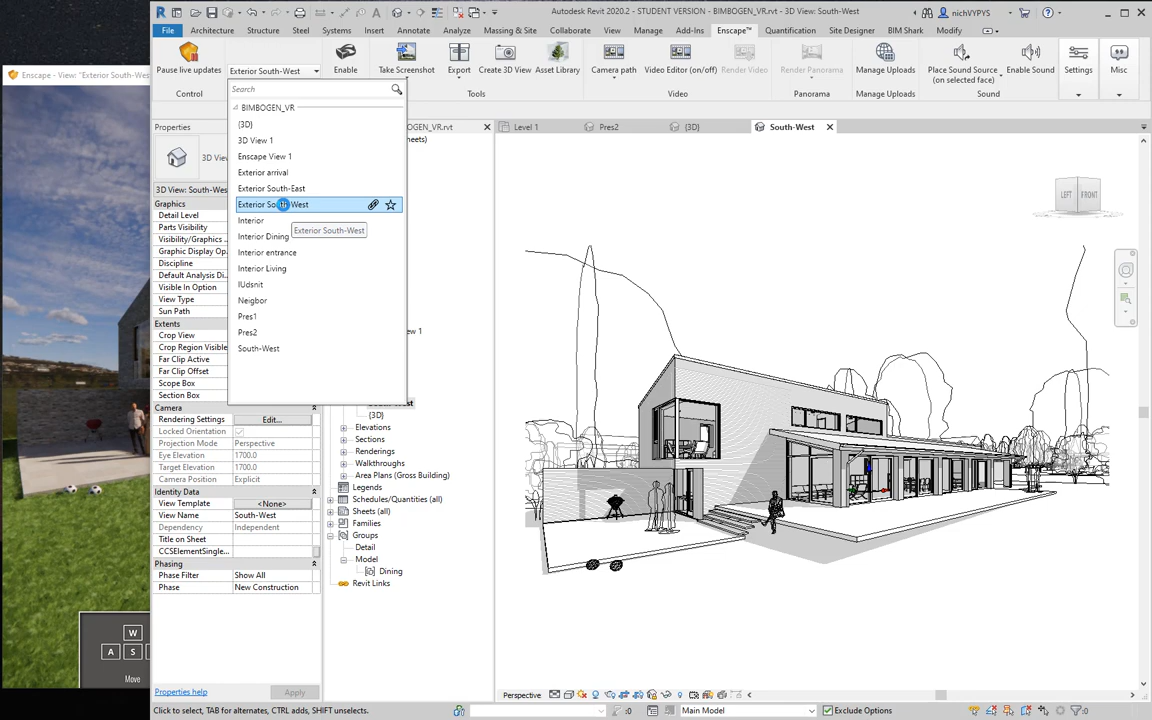 Autodesk Revit 2020.2 - STUDENT VERSION - BIMBOGEN_VR.rvt - 3D View: South-West
nichVYPYS
File Architecture Structure Steel Systems Insert Annotate Analyze Massing & Site Collaborate View Manage Add-Ins Enscape™ Quantification Site Designer BIM Shark Modify
Enscape - View: "Exterior South-Wes
Pause live updates
Exterior South-West
Enable
Take Screenshot
Export
Create 3D View
Asset Library
Camera path
Video Editor (on/off)
Render Video
Render Panorama
Manage Uploads
Place Sound Source
(on selected face)
Enable Sound
Settings
Misc
Control
Tools
Video
Panorama
Manage Uploads
Sound
Search
BIMBOGEN_VR
{3D}
3D View 1
Enscape View 1
Exterior arrival
Exterior South-East
Exterior South-West
Interior
Exterior South-West
Interior Dining
Interior entrance
Interior Living
IUdsnit
Neigbor
Pres1
Pres2
South-West
Properties
OGEN_VR.rvt
Level 1
Pres2
{3D}
South-West
LEFT FRONT
3D Vie
3D View: South-Wes
Graphics
Detail Level
Parts Visibility
Visibility/Graphics
Graphic Display Op...
Discipline
Default Analysis Di...
Visible In Option
View Type
Sun Path
Extents
Crop View
Crop Region Visible
Far Clip Active
Far Clip Offset
Scope Box
Section Box
Camera
Rendering Settings Edit...
Locked Orientation
Projection Mode Perspective
Eye Elevation 1700.0
Target Elevation 1700.0
Camera Position Explicit
Identity Data
View Template <None>
View Name South-West
Dependency Independent
Title on Sheet
CCSElementSingle...
Phasing
Phase Filter Show All
Phase New Construction
Properties help
Apply
heets)
ew 1
{3D}
Elevations
Sections
Renderings
Walkthroughs
Area Plans (Gross Building)
Legends
Schedules/Quantities (all)
Sheets (all)
Families
Groups
Detail
Model
Dining
Revit Links
W
A S
Move
Perspective
Click to select, TAB for alternates, CTRL adds, SHIFT unselects.
:0
Main Model
Exclude Options
:0